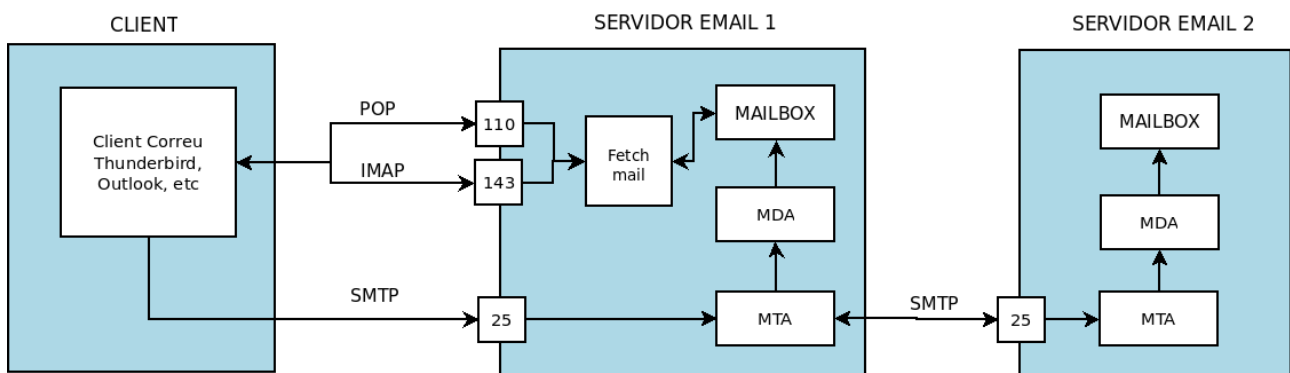 CLIENT
SERVIDOR EMAIL 1
SERVIDOR EMAIL 2
Client Correu
Thunderbird,
Outlook, etc
POP
IMAP
SMTP
110
143
25
Fetch
mail
MAILBOX
MDA
MTA
SMTP
25
MAILBOX
MDA
MTA